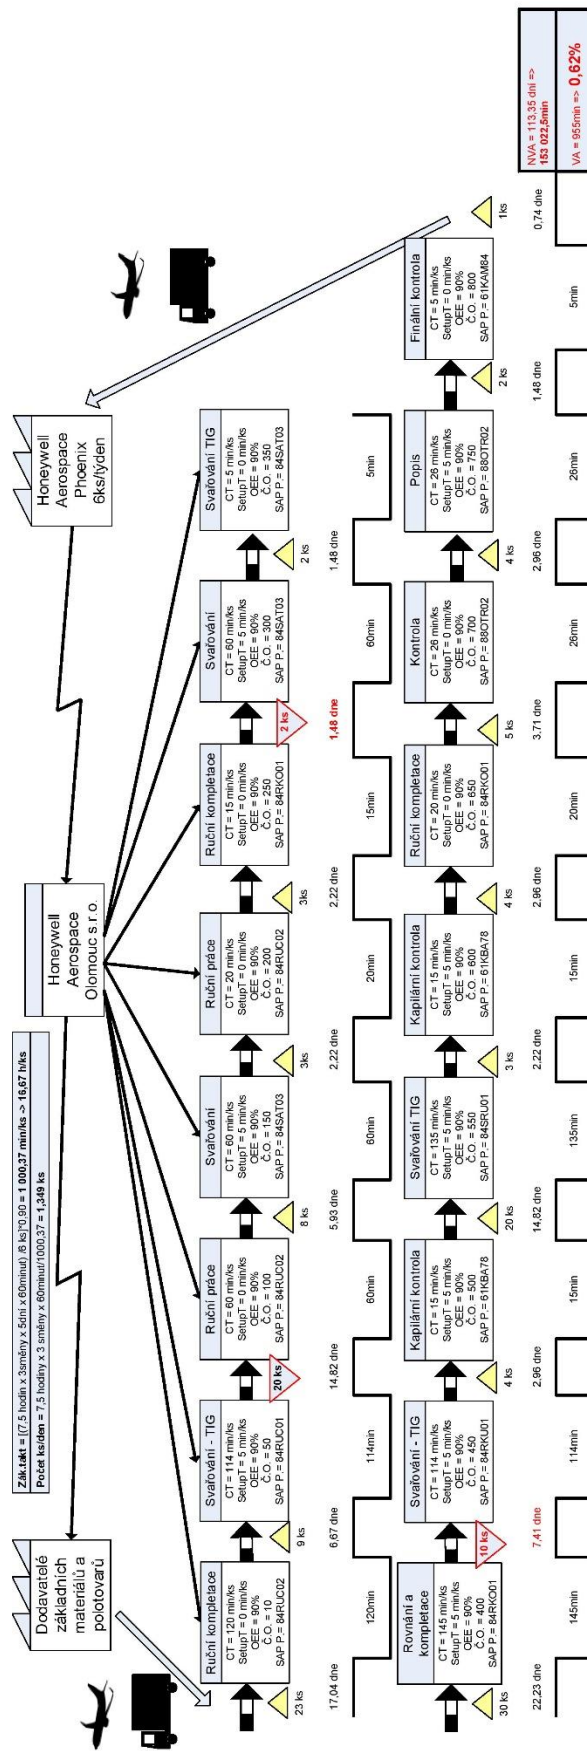 Dodavatelé
základních
materiálů a
polotovarů
Zák.takt = [(7,5 hodin x 3směny x 5dní x 60minut) /6 ks]*0,90 = 1 000,37 min/ks -> 16,67 h/ks
Počet ks/den = 7,5 hodiny x 3 směny x 60minut/1000,37 = 1,349 ks
Honeywell
Aerospace
Olomouc s.r.o.
Honeywell
Aerospace
Phoenix
6ks/týden
23 ks
17,04 dne
Ruční kompletace
CT = 120 min/ks
SetupT = 0 min/ks
OEE = 90%
Č.O. = 10
SAP P.= 84RUC02
120min
9 ks
6,67 dne
Svařování - TIG
CT = 114 min/ks
SetupT = 5 min/ks
OEE = 90%
Č.O. = 50
SAP P.= 84RUC01
114min
20 ks
14,82 dne
Ruční práce
CT = 60 min/ks
SetupT = 0 min/ks
OEE = 90%
Č.O. = 100
SAP P.= 84RUC02
60min
8 ks
5,93 dne
Svařování
CT = 60 min/ks
SetupT = 5 min/ks
OEE = 90%
Č.O. = 150
SAP P.= 84SAT03
60min
3ks
2,22 dne
Ruční práce
CT = 20 min/ks
SetupT = 0 min/ks
OEE = 90%
Č.O. = 200
SAP P.= 84RUC02
20min
3ks
2,22 dne
Ruční kompletace
CT = 15 min/ks
SetupT = 0 min/ks
OEE = 90%
Č.O. = 250
SAP P.= 84RKO01
15min
2 ks
1,48 dne
Svařování
CT = 60 min/ks
SetupT = 5 min/ks
OEE = 90%
Č.O. = 300
SAP P.= 84SAT03
60min
2 ks
1,48 dne
Svařování TIG
CT = 5 min/ks
SetupT = 0 min/ks
OEE = 90%
Č.O. = 350
SAP P.= 84SAT03
5min
30 ks
22,23 dne
Rovnání a
kompletace
CT = 145 min/ks
SetupT = 5 min/ks
OEE = 90%
Č.O. = 400
SAP P.= 84RKO01
145min
10 ks
7,41 dne
Svařování - TIG
CT = 114 min/ks
SetupT = 5 min/ks
OEE = 90%
Č.O. = 450
SAP P.= 84RKU01
114min
4 ks
2,96 dne
Kapilární kontrola
CT = 15 min/ks
SetupT = 5 min/ks
OEE = 90%
Č.O. = 500
SAP P.= 61KBA78
15min
20 ks
14,82 dne
Svařování TIG
CT = 135 min/ks
SetupT = 5 min/ks
OEE = 90%
Č.O. = 550
SAP P.= 84SRU01
135min
3 ks
2,22 dne
Kapilární kontrola
CT = 15 min/ks
SetupT = 5 min/ks
OEE = 90%
Č.O. = 600
SAP P.= 61KBA78
15min
4 ks
2,96 dne
Ruční kompletace
CT = 20 min/ks
SetupT = 0 min/ks
OEE = 90%
Č.O. = 650
SAP P.= 84RKO01
20min
5 ks
3,71 dne
Kontrola
CT = 26 min/ks
SetupT = 0 min/ks
OEE = 90%
Č.O. = 700
SAP P.= 88OTR02
26min
4 ks
2,96 dne
Popis
CT = 26 min/ks
SetupT = 5 min/ks
OEE = 90%
Č.O. = 750
SAP P.= 88OTR02
26min
2 ks
1,48 dne
Finální kontrola
CT = 5 min/ks
SetupT = 0 min/ks
OEE = 90%
Č.O. = 800
SAP P.= 61KAM84
5min
1ks
0,74 dne
NVA = 113,35 dní =>
153 022,5min
VA = 955min => 0,62%